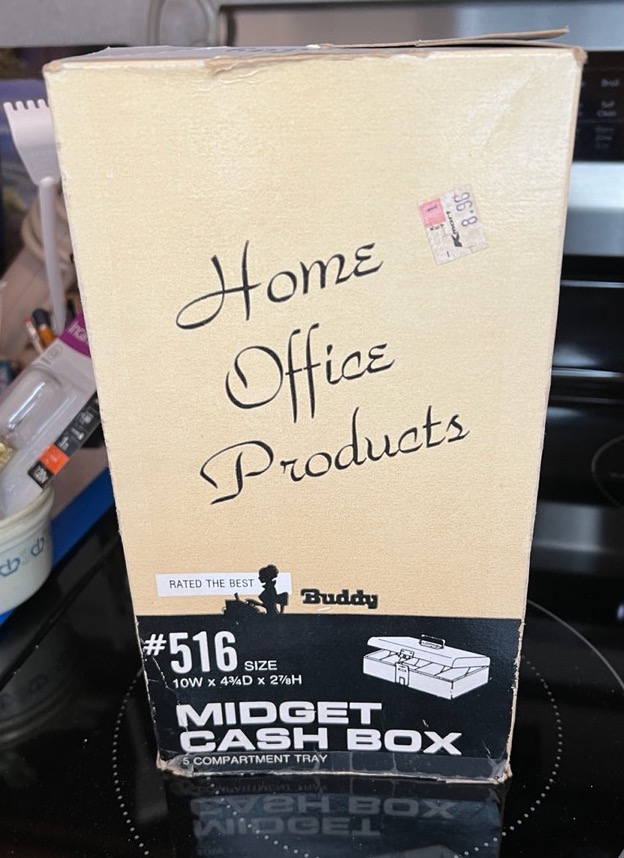 8.96
Kmart
Home
Office
Products
RATED THE BEST
Buddy
#516 SIZE
10W x 4¾D x 2⅞H
MIDGET
CASH BOX
5 COMPARTMENT TRAY